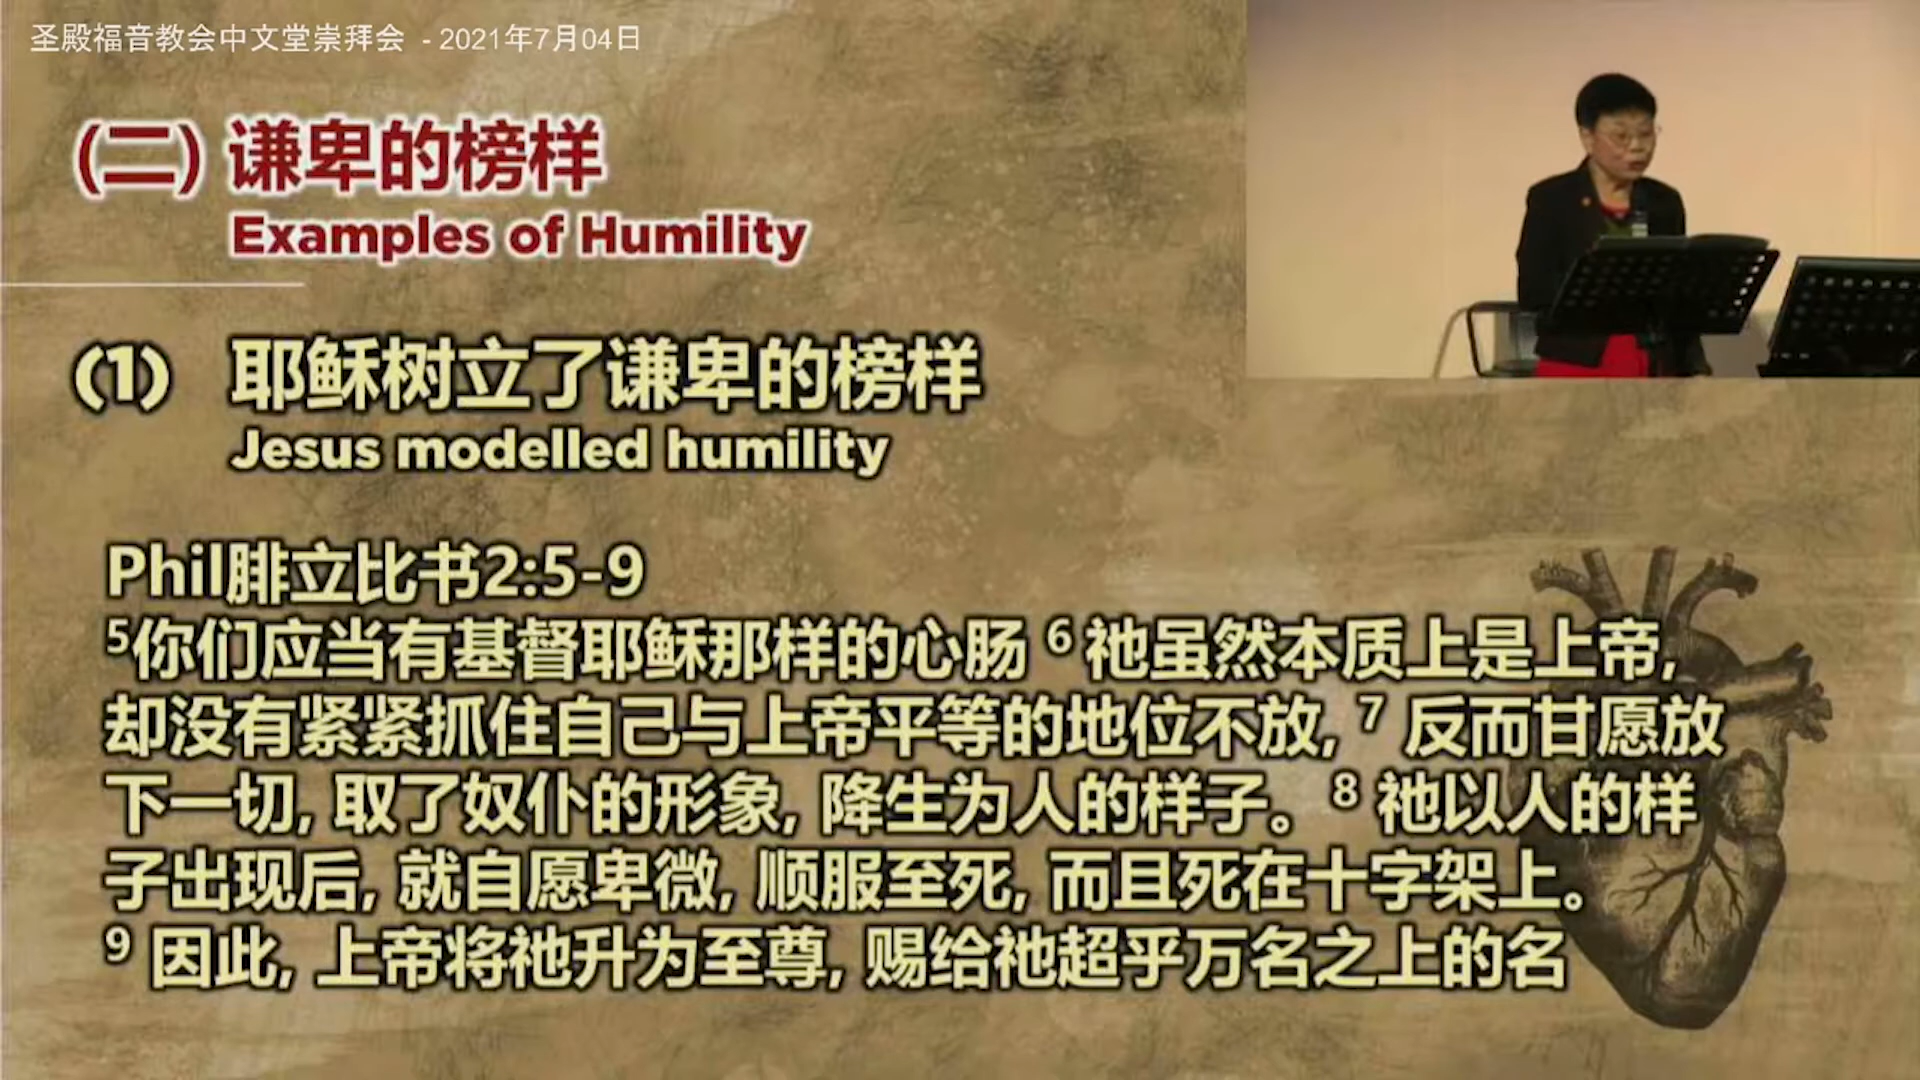 圣殿福音教会中文堂崇拜会 - 2021年7月04日
(二) 谦卑的榜样
Examples of Humility
(1) 耶稣树立了谦卑的榜样
Jesus modelled humility
Phil腓立比书2:5-9
5你们应当有基督耶稣那样的心肠 6 祂虽然本质上是上帝,
却没有紧紧抓住自己与上帝平等的地位不放, 7 反而甘愿放
下一切, 取了奴仆的形象, 降生为人的样子。8 祂以人的样
子出现后, 就自愿卑微, 顺服至死, 而且死在十字架上。
9 因此, 上帝将祂升为至尊, 赐给祂超乎万名之上的名